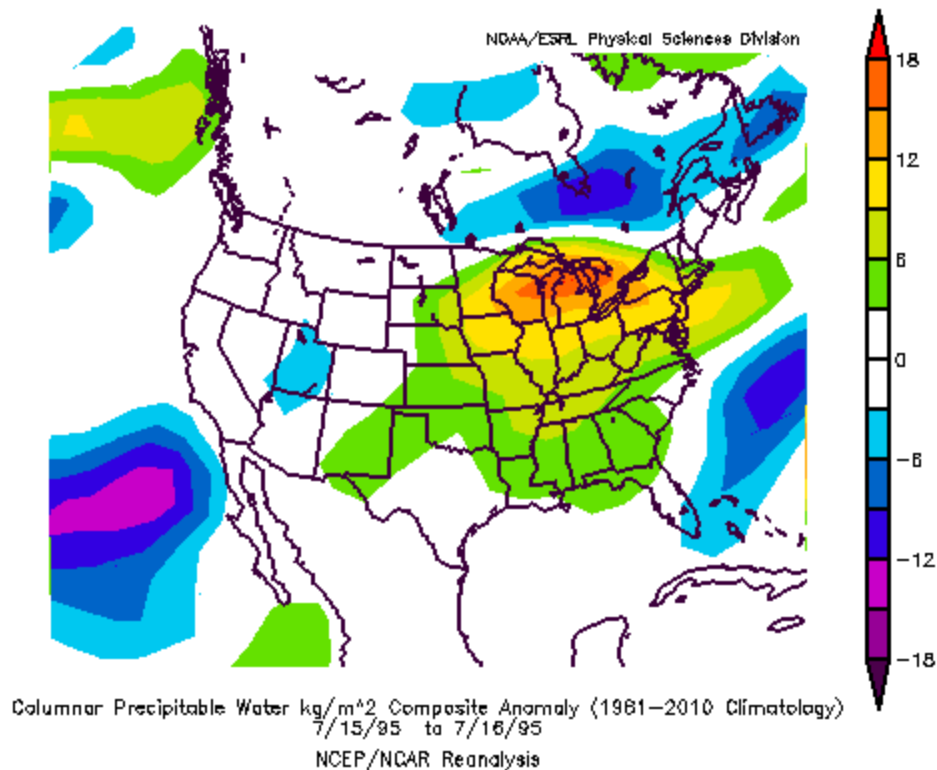 NOAA/ESRL Physical Sciences Division
18
12
6
0
-6
-12
-18
Columnar Precipitable Water kg/m^2 Composite Anomaly (1981-2010 Climatology)
7/15/95 to 7/16/95
NCEP/NCAR Reanalysis